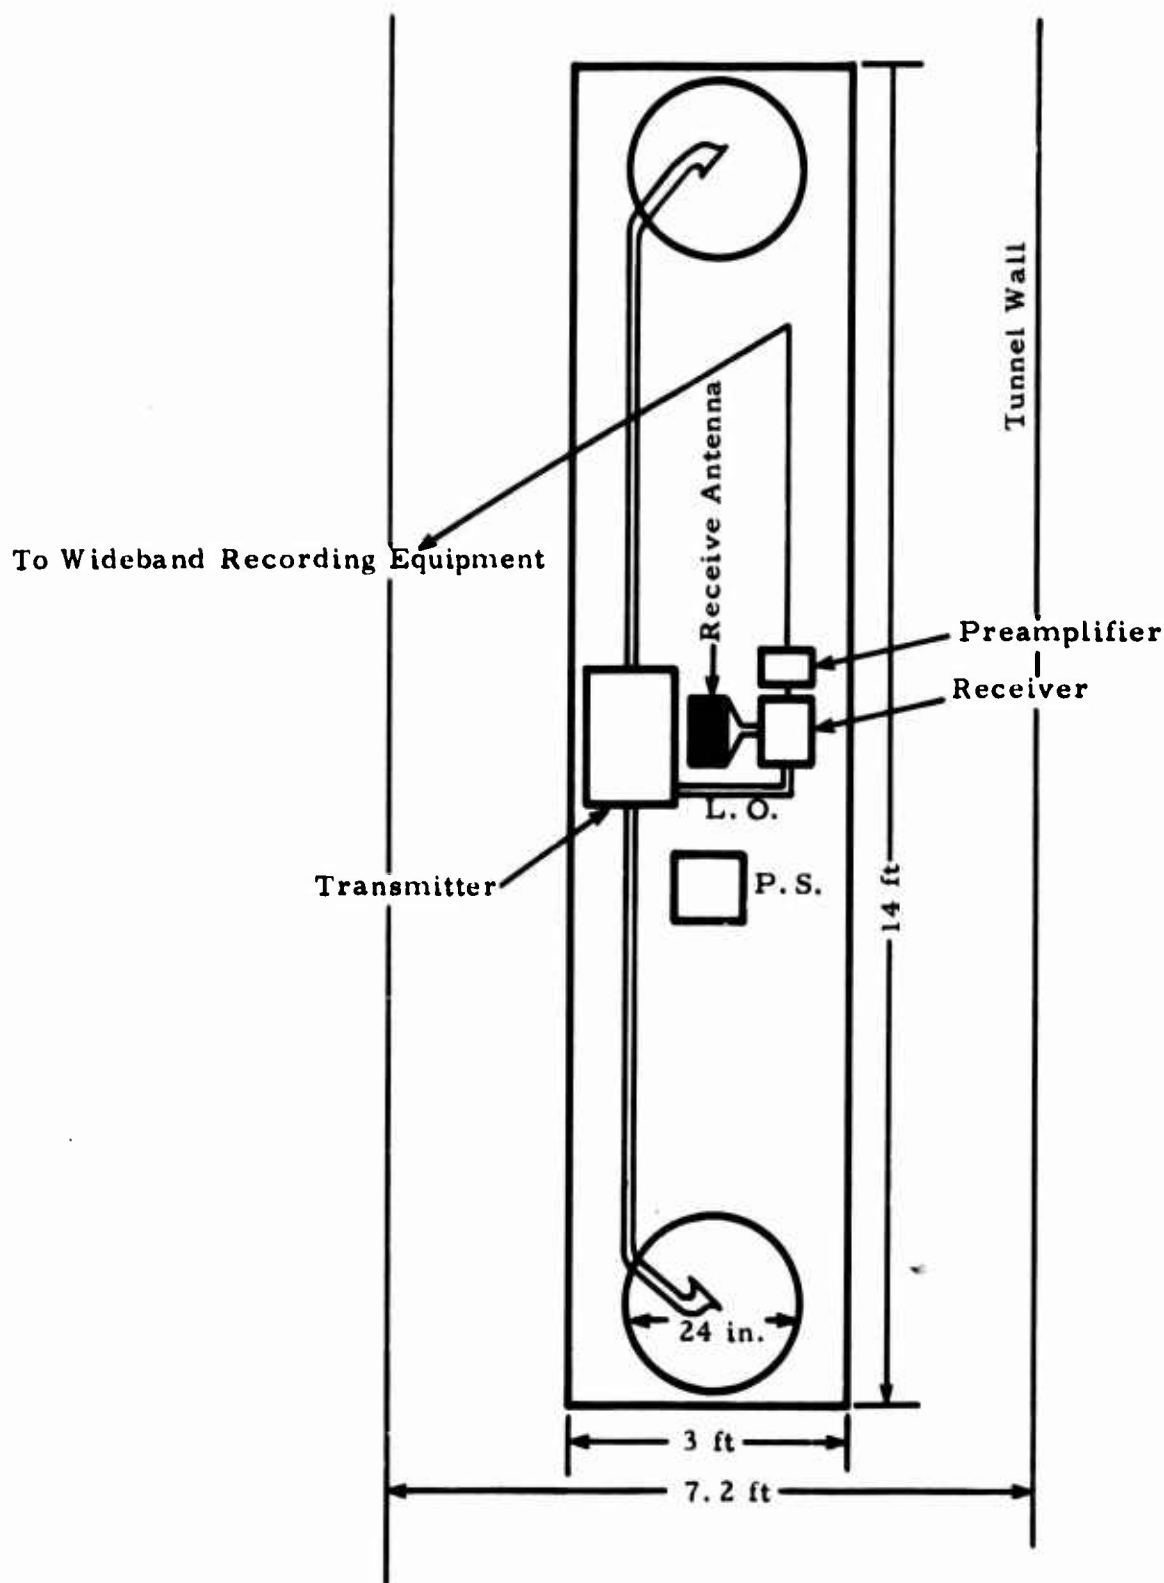 Tunnel Wall
Receive Antenna
To Wideband Recording Equipment
Preamplifier
Receiver
L. O.
Transmitter
P. S.
14 ft
24 in.
3 ft
7.2 ft